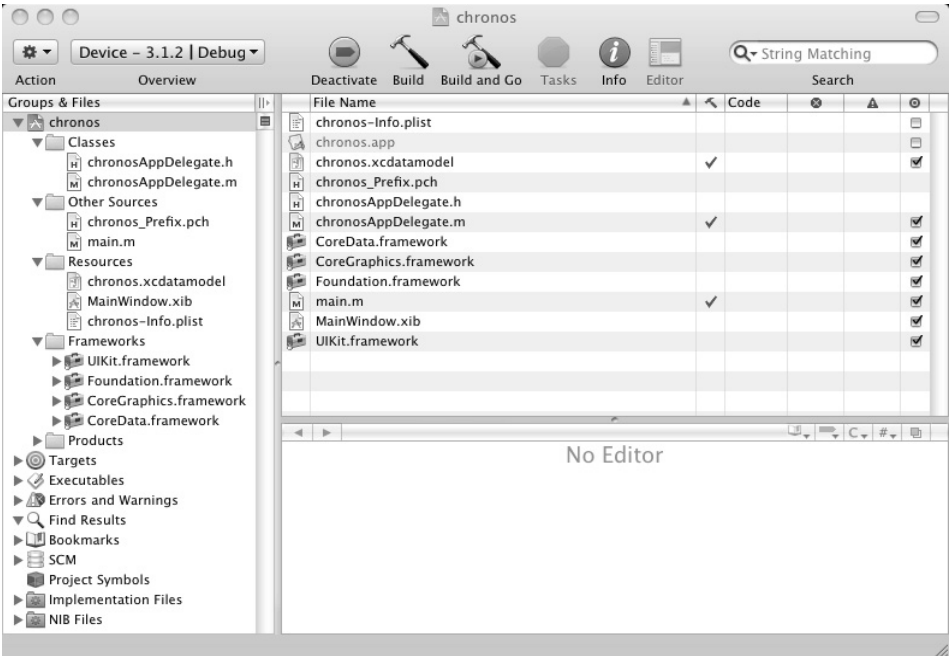 chronos
Device – 3.1.2 | Debug
String Matching
Action
Overview
Deactivate
Build
Build and Go
Tasks
Info
Editor
Search
Groups & Files
chronos
Classes
chronosAppDelegate.h
chronosAppDelegate.m
Other Sources
chronos_Prefix.pch
main.m
Resources
chronos.xcdatamodel
MainWindow.xib
chronos-Info.plist
Frameworks
UIKit.framework
Foundation.framework
CoreGraphics.framework
CoreData.framework
Products
Targets
Executables
Errors and Warnings
Find Results
Bookmarks
SCM
Project Symbols
Implementation Files
NIB Files
File Name
Code
chronos-Info.plist
chronos.app
chronos.xcdatamodel
chronos_Prefix.pch
chronosAppDelegate.h
chronosAppDelegate.m
CoreData.framework
CoreGraphics.framework
Foundation.framework
main.m
MainWindow.xib
UIKit.framework
C
#
No Editor